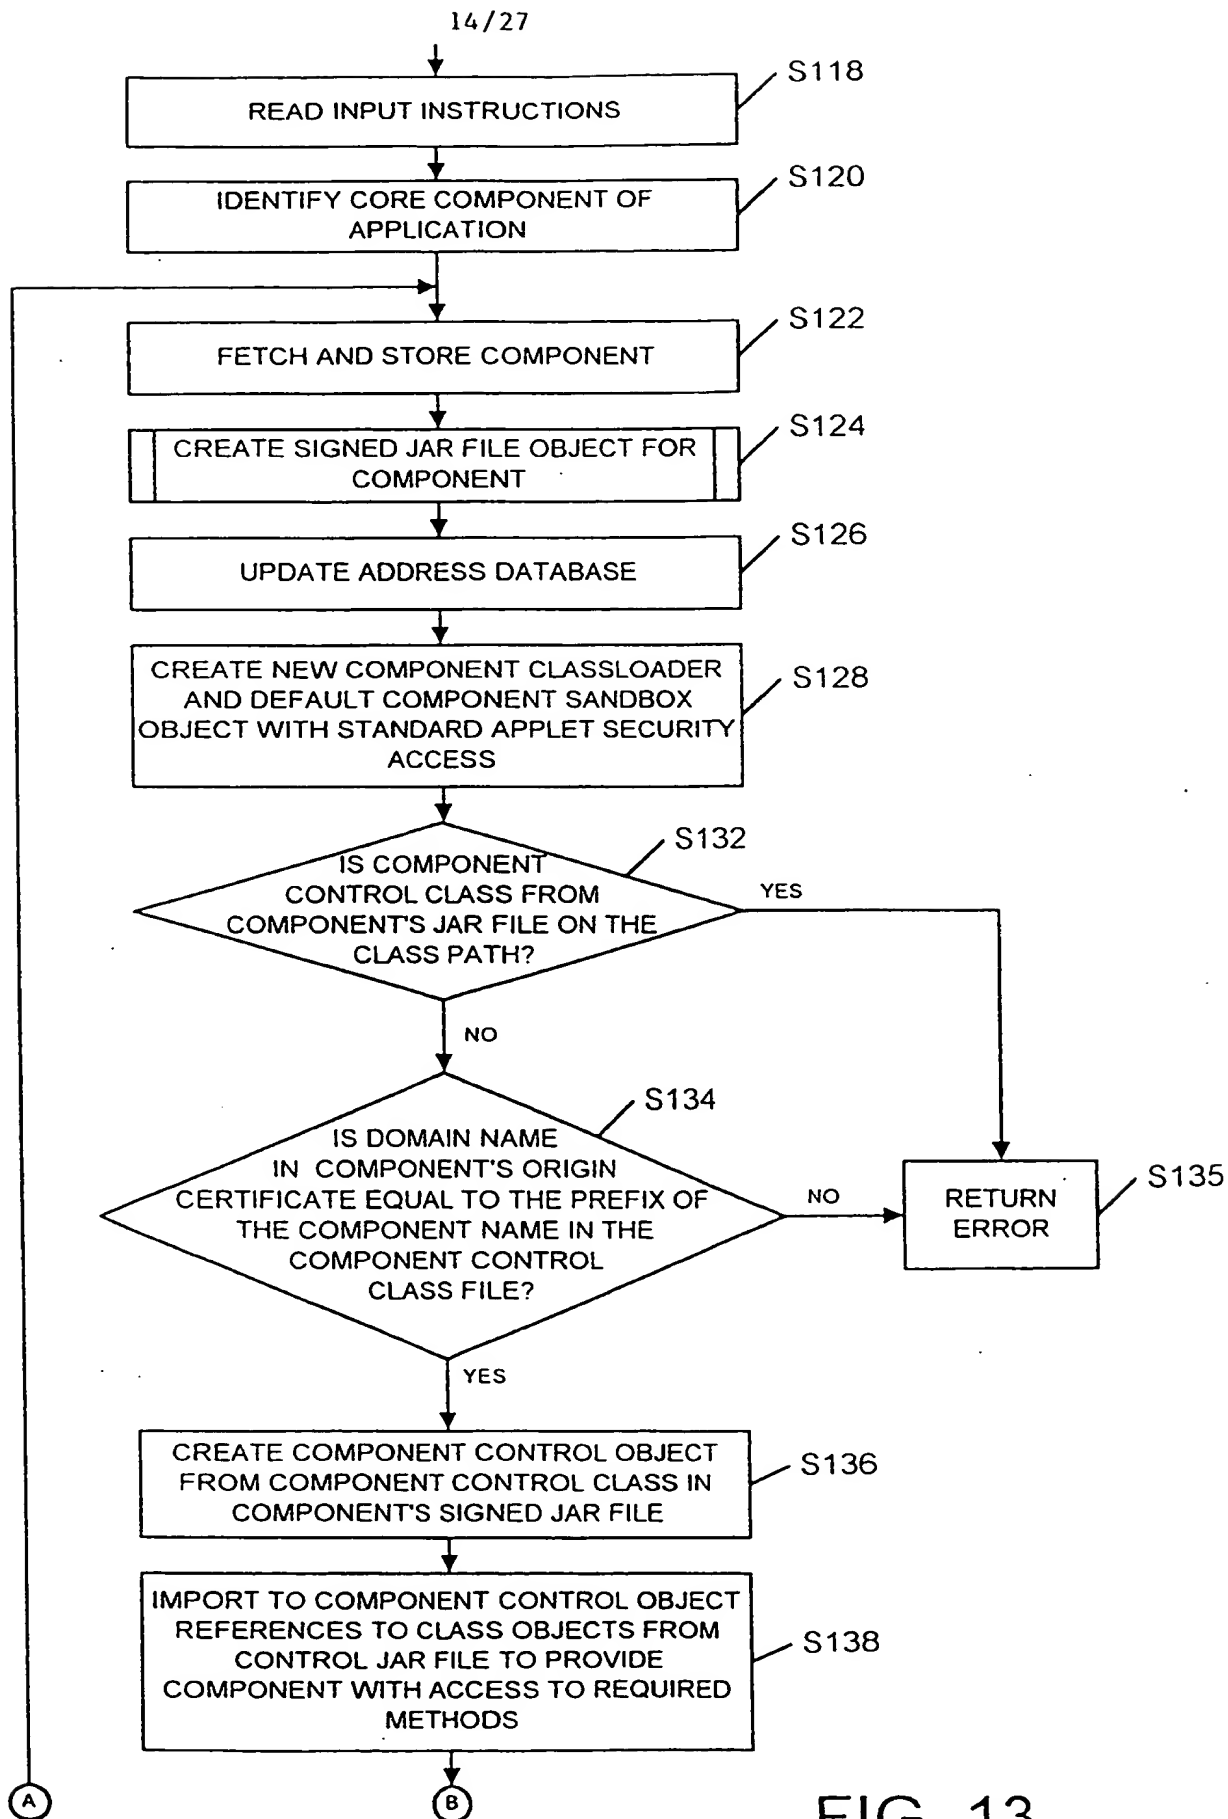 14/27
S118
READ INPUT INSTRUCTIONS
S120
IDENTIFY CORE COMPONENT OF
APPLICATION
S122
FETCH AND STORE COMPONENT
S124
CREATE SIGNED JAR FILE OBJECT FOR
COMPONENT
S126
UPDATE ADDRESS DATABASE
S128
CREATE NEW COMPONENT CLASSLOADER
AND DEFAULT COMPONENT SANDBOX
OBJECT WITH STANDARD APPLET SECURITY
ACCESS
S132
IS COMPONENT
CONTROL CLASS FROM
COMPONENT'S JAR FILE ON THE
CLASS PATH?
YES
NO
S134
IS DOMAIN NAME
IN COMPONENT'S ORIGIN
CERTIFICATE EQUAL TO THE PREFIX OF
THE COMPONENT NAME IN THE
COMPONENT CONTROL
CLASS FILE?
NO
RETURN
ERROR
S135
YES
CREATE COMPONENT CONTROL OBJECT
FROM COMPONENT CONTROL CLASS IN
COMPONENT'S SIGNED JAR FILE
S136
IMPORT TO COMPONENT CONTROL OBJECT
REFERENCES TO CLASS OBJECTS FROM
CONTROL JAR FILE TO PROVIDE
COMPONENT WITH ACCESS TO REQUIRED
METHODS
S138
A
B
FIG. 13